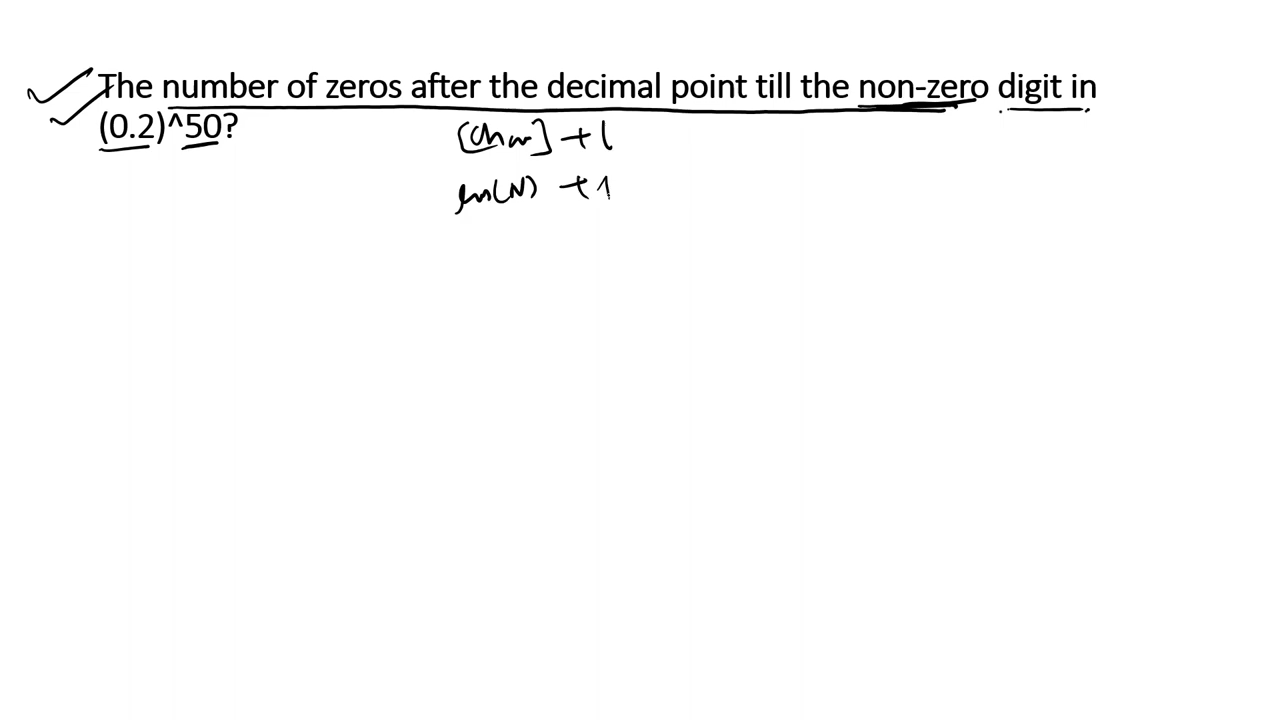 The number of zeros after the decimal point till the non-zero digit in
(0.2)^50?
[char] + 1
(N) + 1